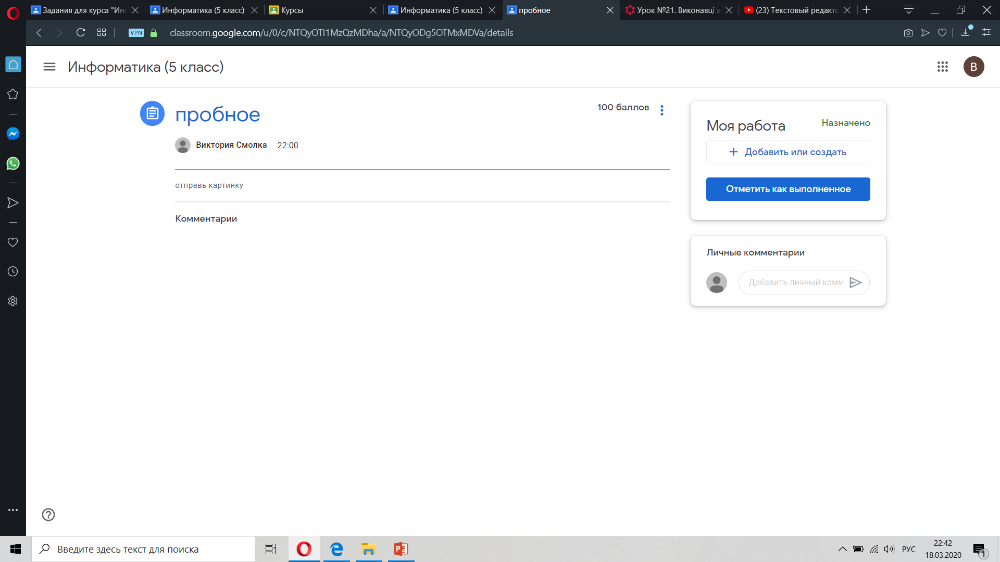 Задания для курса "Инф
Информатика (5 класс)
Курсы
Информатика (5 класс)
пробное
Урок №21. Виконавці а
(23) Текстовый редакто
VPN
classroom.google.com/u/0/c/NTQyOTI1MzQzMDha/a/NTQyODg5OTMxMDVa/details
Информатика (5 класс)
B
пробное
100 баллов
Виктория Смолка 22:00
отправь картинку
Комментарии
Моя работа
Назначено
Добавить или создать
Отметить как выполненное
Личные комментарии
Добавить личный комм
Введите здесь текст для поиска
РУС
22:42
18.03.2020
1